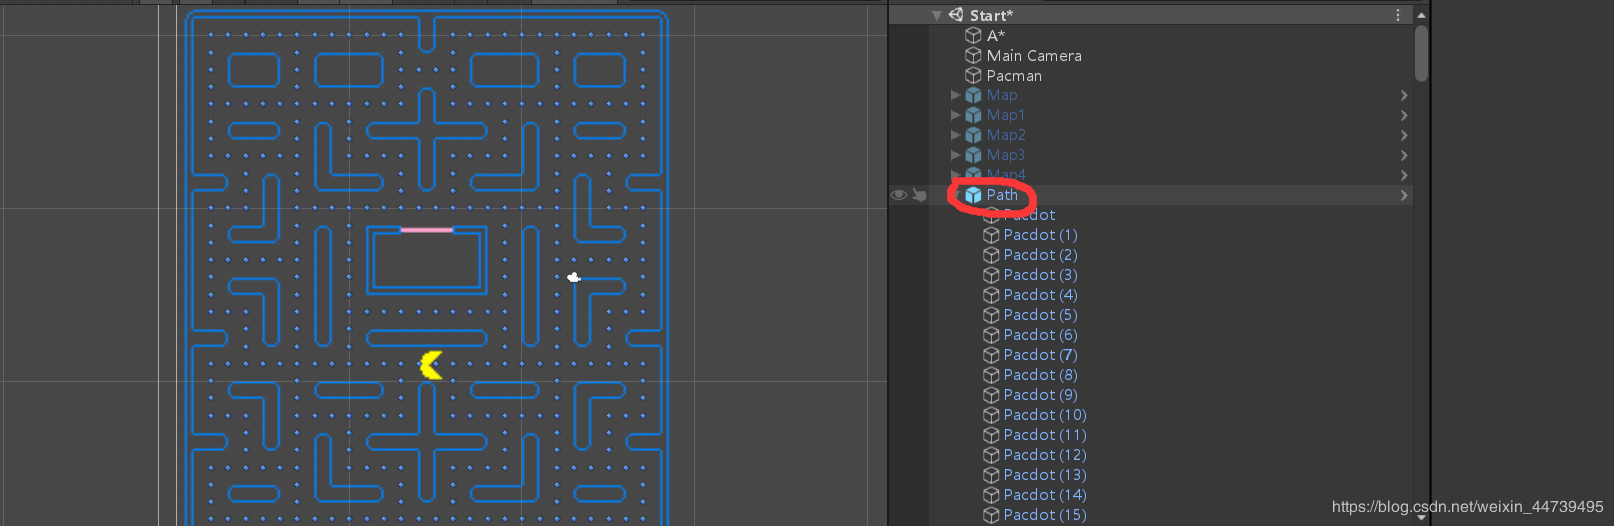 Start*
A*
Main Camera
Pacman
Map
Map1
Map2
Map3
Map4
Path
Pacdot
Pacdot (1)
Pacdot (2)
Pacdot (3)
Pacdot (4)
Pacdot (5)
Pacdot (6)
Pacdot (7)
Pacdot (8)
Pacdot (9)
Pacdot (10)
Pacdot (11)
Pacdot (12)
Pacdot (13)
Pacdot (14)
Pacdot (15)
https://blog.csdn.net/weixin_44739495